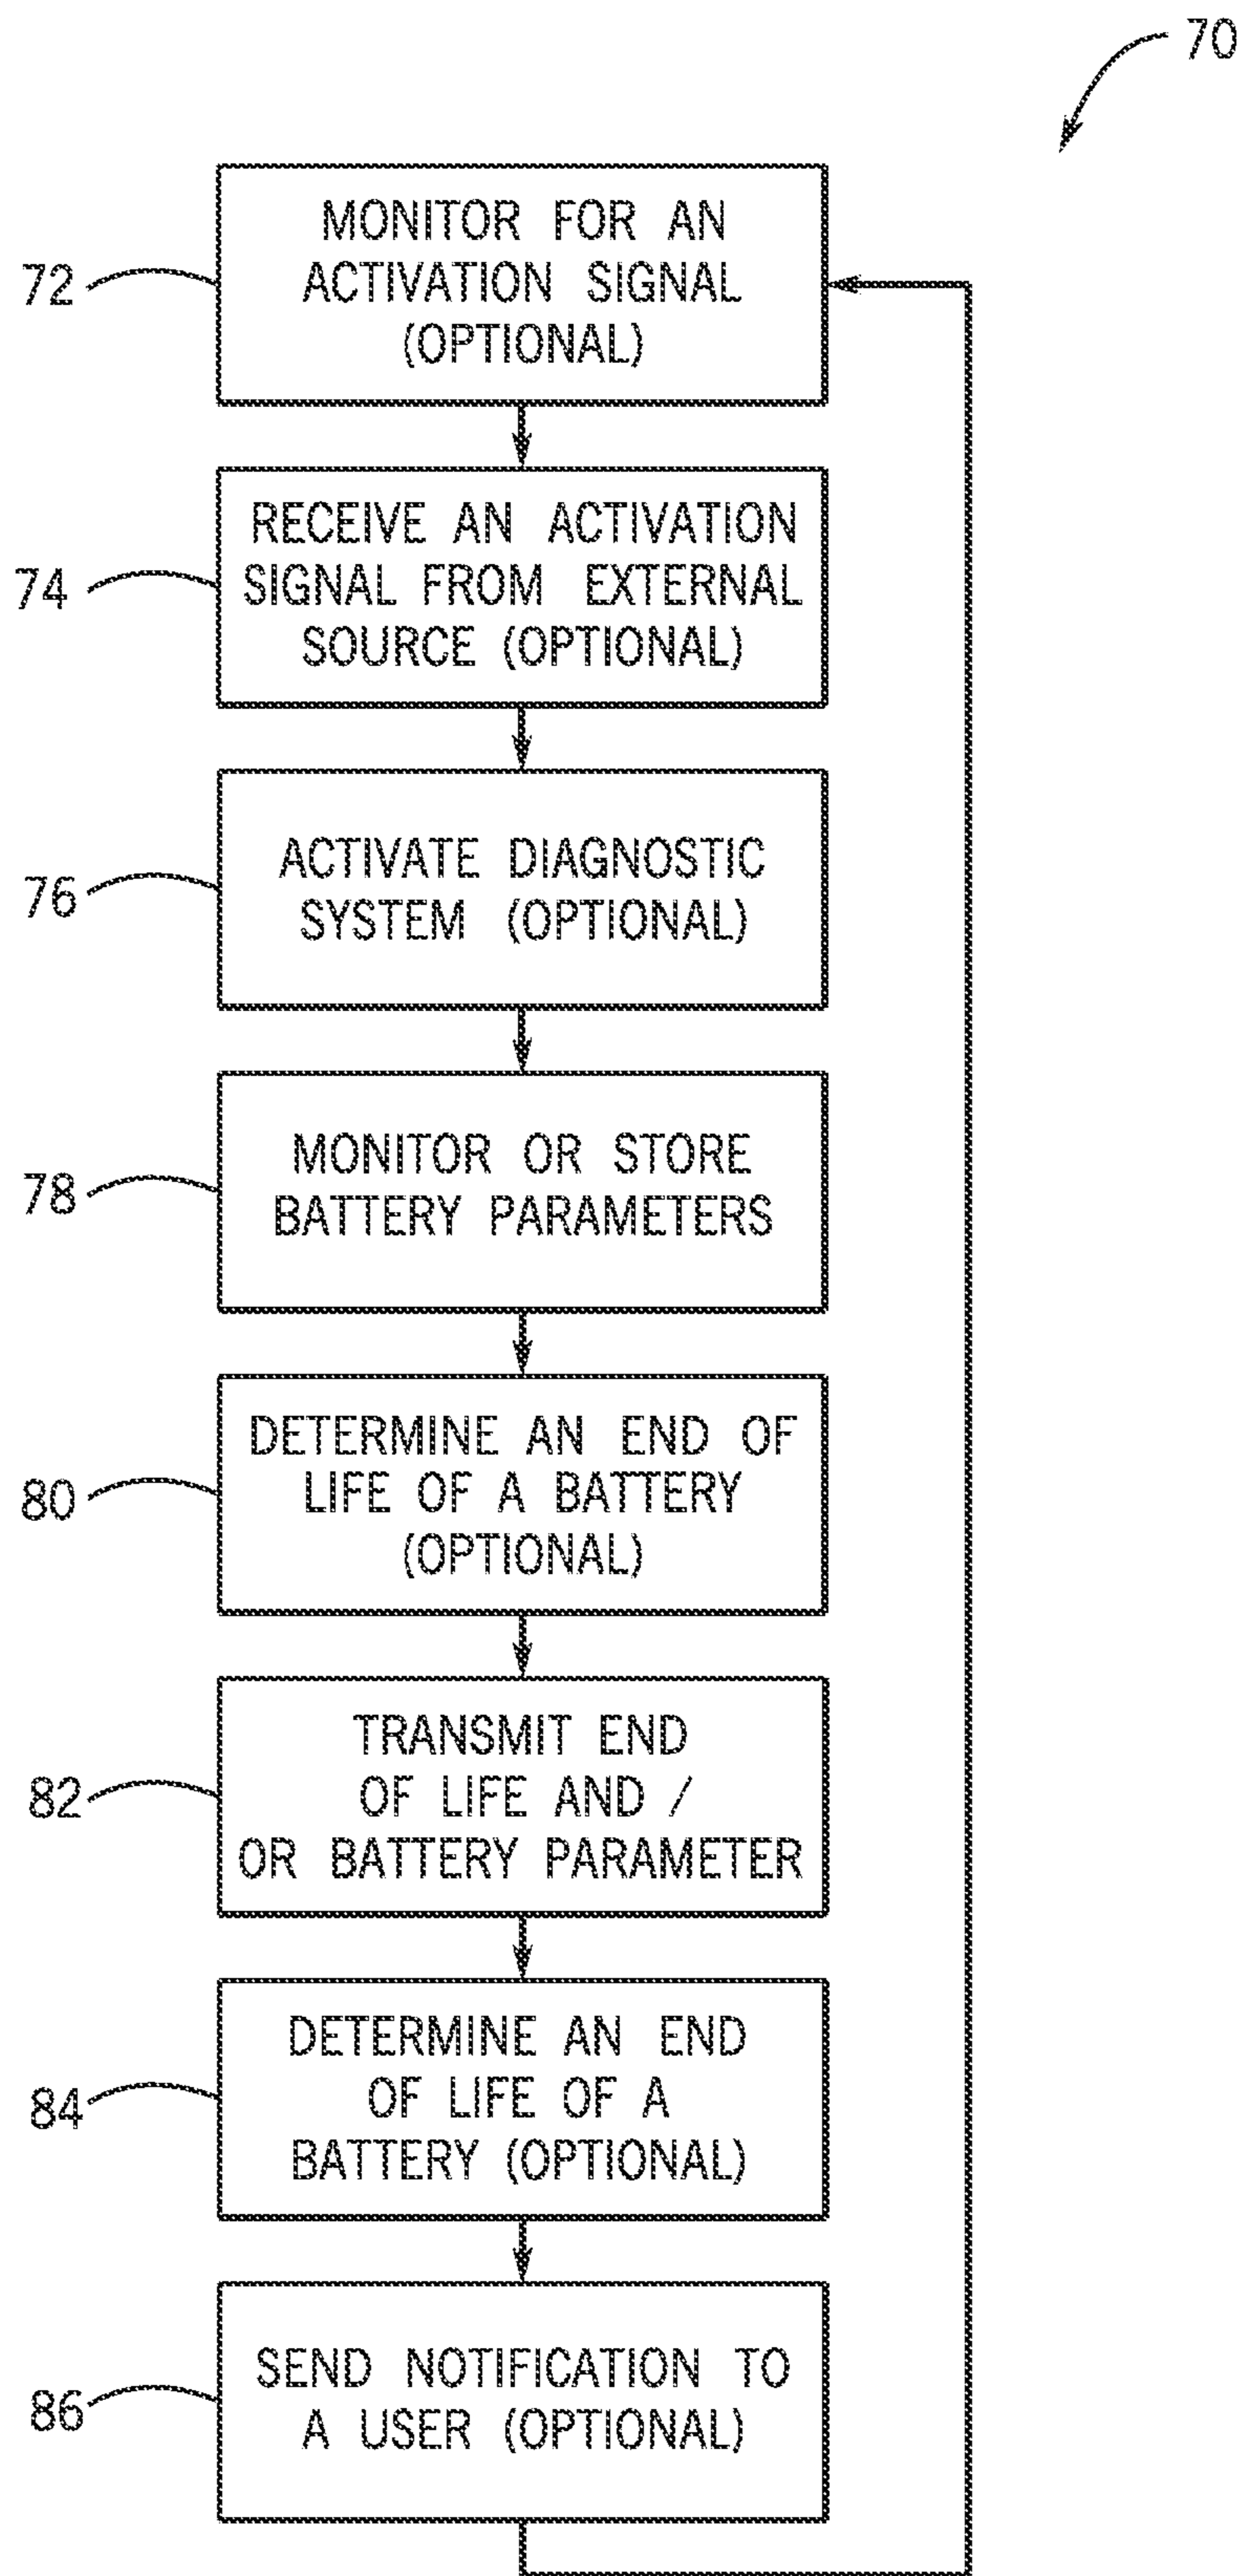 70
72
MONITOR FOR AN
ACTIVATION SIGNAL
(OPTIONAL)
74
RECEIVE AN ACTIVATION
SIGNAL FROM EXTERNAL
SOURCE (OPTIONAL)
76
ACTIVATE DIAGNOSTIC
SYSTEM (OPTIONAL)
78
MONITOR OR STORE
BATTERY PARAMETERS
80
DETERMINE AN END OF
LIFE OF A BATTERY
(OPTIONAL)
82
TRANSMIT END
OF LIFE AND /
OR BATTERY PARAMETER
84
DETERMINE AN END
OF LIFE OF A
BATTERY (OPTIONAL)
86
SEND NOTIFICATION TO
A USER (OPTIONAL)